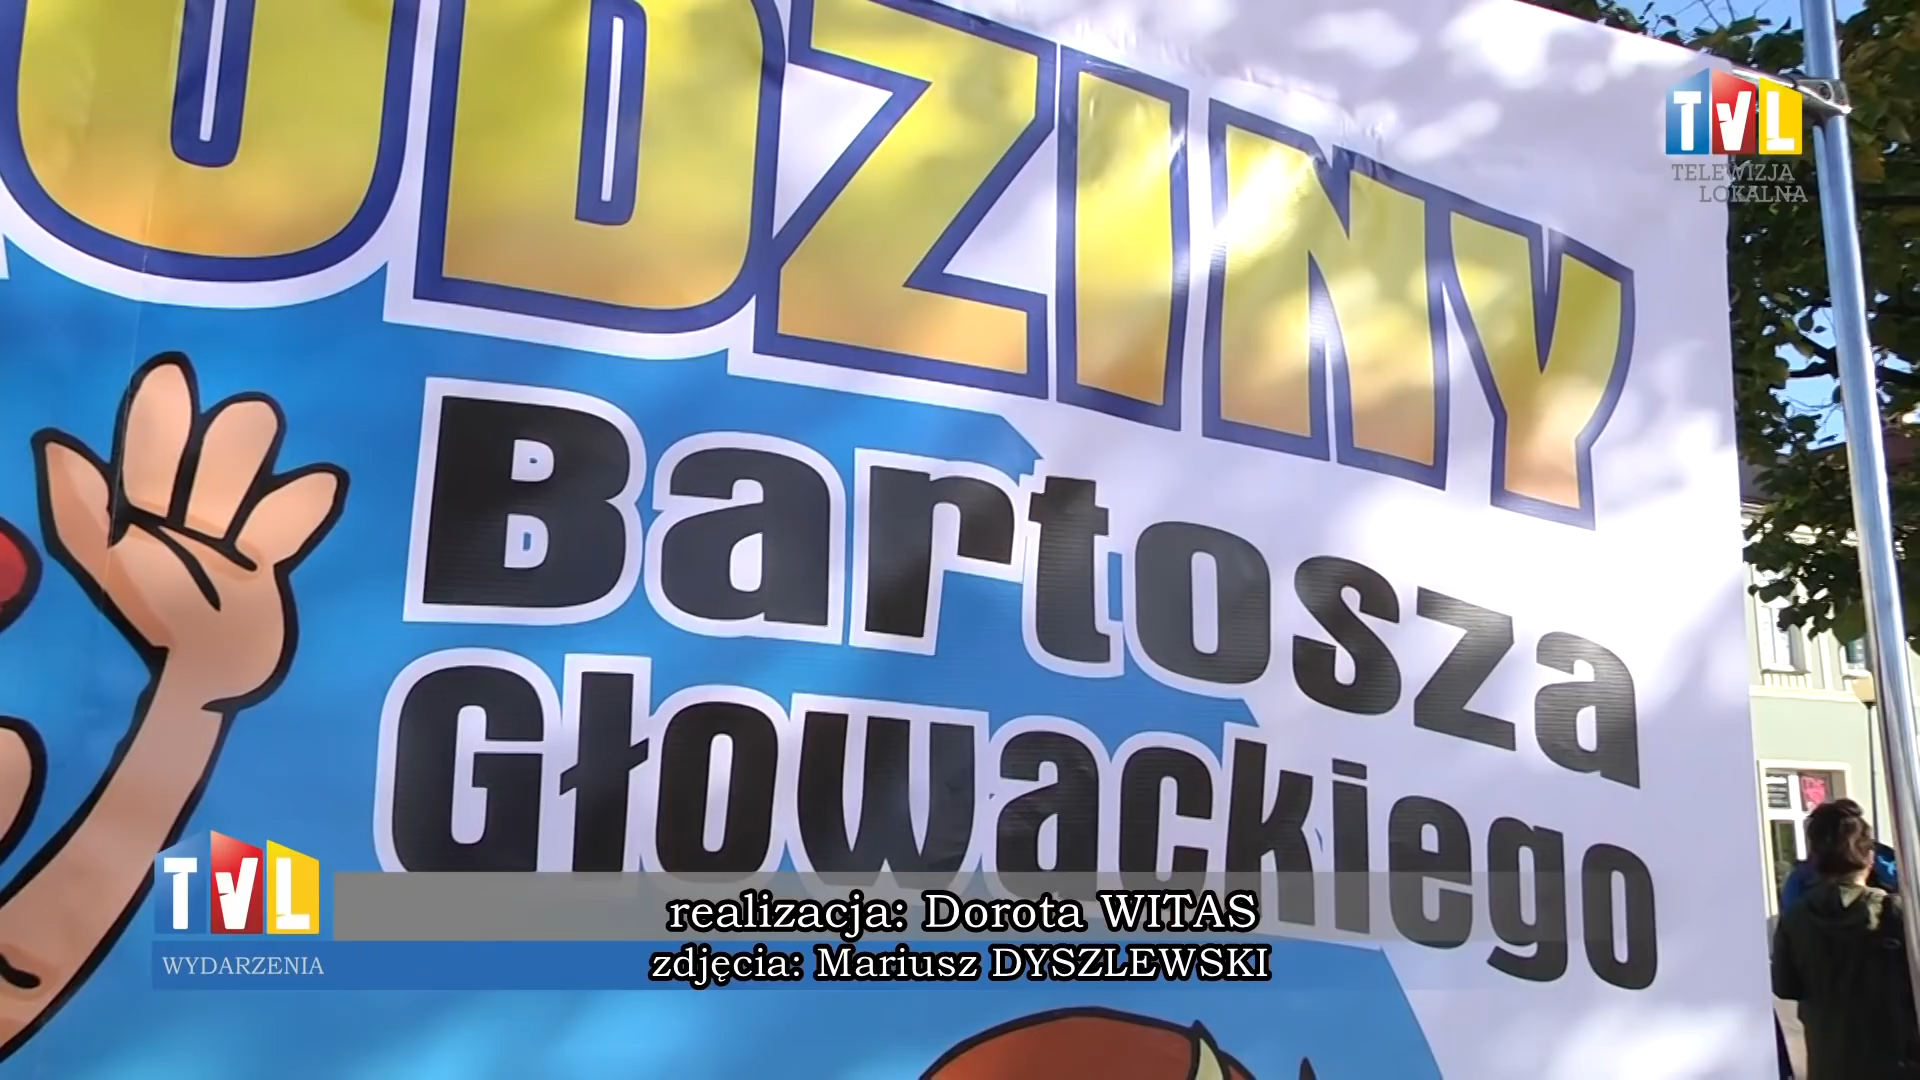 ODZINY
TVL
TELEWIZJA
LOKALNA
Bartosza
Głowackiego
TVL
WYDARZENIA
realizacja: Dorota WITAS
zdjęcia: Mariusz DYSZLEWSKI